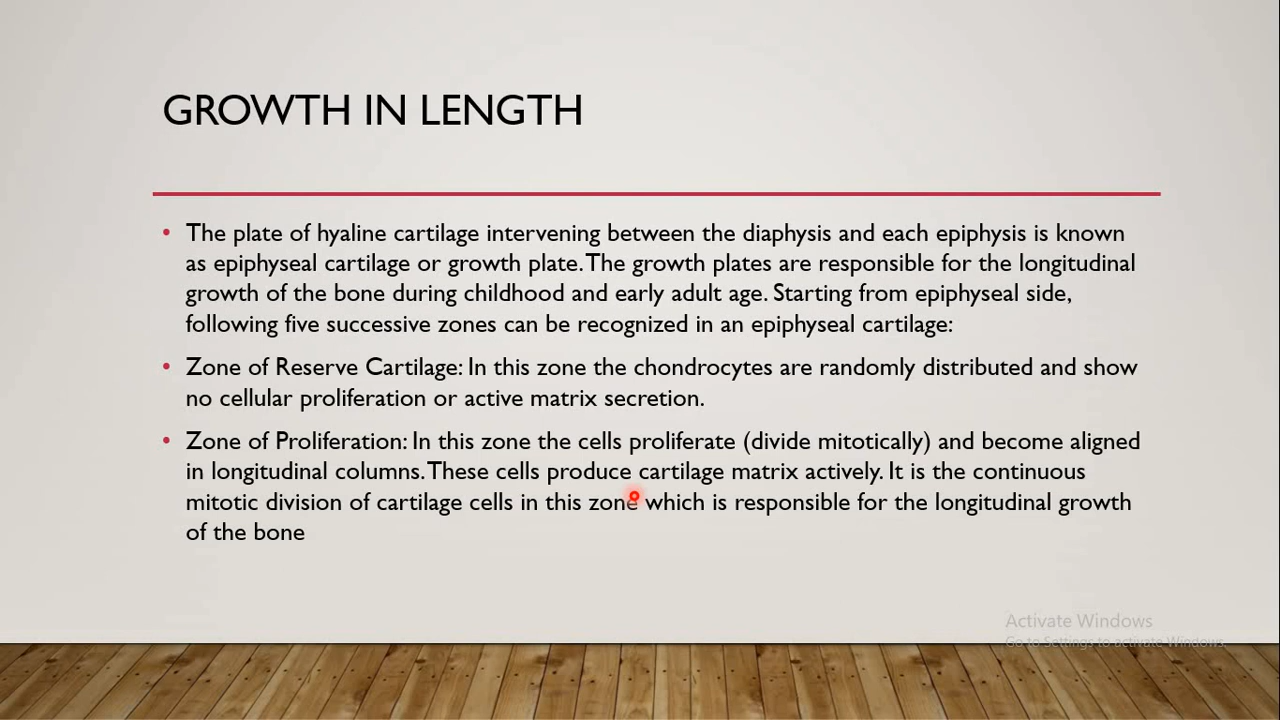 GROWTH IN LENGTH
• The plate of hyaline cartilage intervening between the diaphysis and each epiphysis is known
as epiphyseal cartilage or growth plate. The growth plates are responsible for the longitudinal
growth of the bone during childhood and early adult age. Starting from epiphyseal side,
following five successive zones can be recognized in an epiphyseal cartilage:
• Zone of Reserve Cartilage: In this zone the chondrocytes are randomly distributed and show
no cellular proliferation or active matrix secretion.
• Zone of Proliferation: In this zone the cells proliferate (divide mitotically) and become aligned
in longitudinal columns. These cells produce cartilage matrix actively. It is the continuous
mitotic division of cartilage cells in this zone which is responsible for the longitudinal growth
of the bone
Activate Windows
Go to Settings to activate Windows.